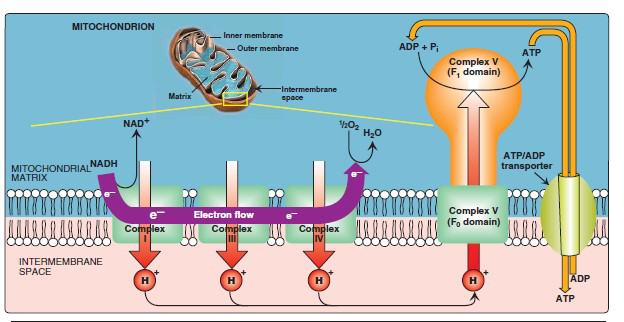 MITOCHONDRION
Inner membrane
Outer membrane
Matrix
Intermembrane
space
ADP + Pi
ATP
Complex V
(F1 domain)
NAD+
½O2
H2O
MITOCHONDRIAL
MATRIX
NADH
e–
e–
ATP/ADP
transporter
e–
Electron flow
e–
Complex
I
Complex
III
Complex
IV
Complex V
(F0 domain)
INTERMEMBRANE
SPACE
H+
H+
H+
H+
ADP
ATP